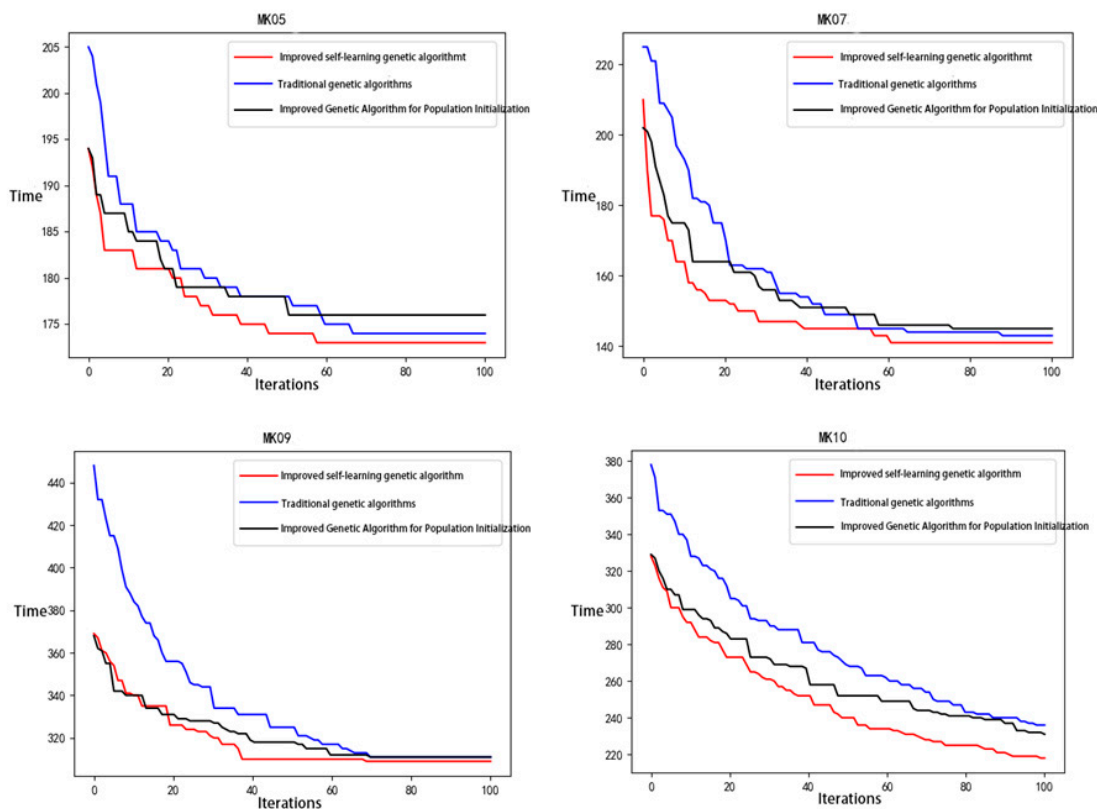 MK05
205
200
195
190
185
180
175
Time
0
20
40
60
80
100
Iterations
Improved self-learning genetic algorithmt
Traditional genetic algorithms
Improved Genetic Algorithm for Population Initialization
MK07
220
200
180
160
140
Time
0
20
40
60
80
100
Iterations
Improved self-learning genetic algorithmt
Traditional genetic algorithms
Improved Genetic Algorithm for Population Initialization
MK09
440
420
400
380
360
340
320
Time
0
20
40
60
80
100
Iterations
Improved self-learning genetic algorithm
Traditional genetic algorithms
Improved Genetic Algorithm for Population Initialization
MK10
380
360
340
320
300
280
260
240
220
Time
0
20
40
60
80
100
Iterations
Improved self-learning genetic algorithm
Traditional genetic algorithms
Improved Genetic Algorithm for Population Initialization